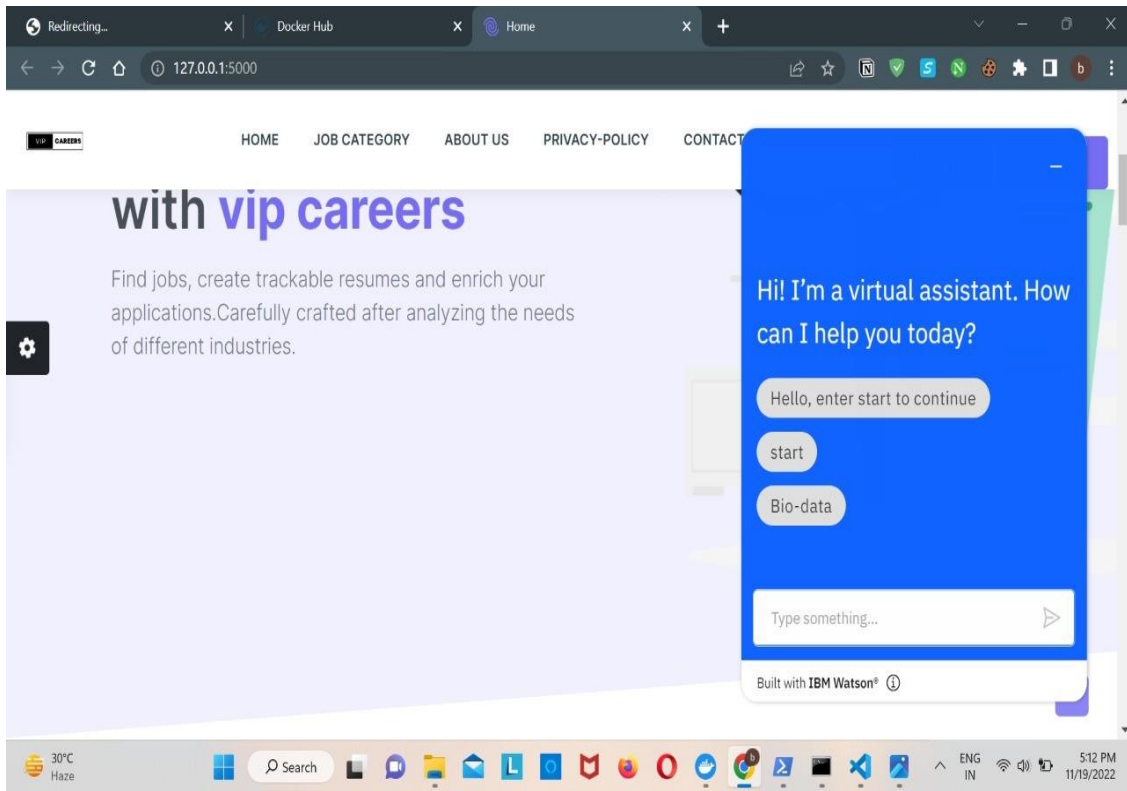 Redirecting...
Docker Hub
Home
127.0.0.1:5000
VIP CAREERS
HOME JOB CATEGORY ABOUT US PRIVACY-POLICY CONTACT
with vip careers
Find jobs, create trackable resumes and enrich your
applications.Carefully crafted after analyzing the needs
of different industries.
Hi! I'm a virtual assistant. How
can I help you today?
Hello, enter start to continue
start
Bio-data
Type something...
Built with IBM Watson®
30°C
Haze
Search
ENG
IN
5:12 PM
11/19/2022